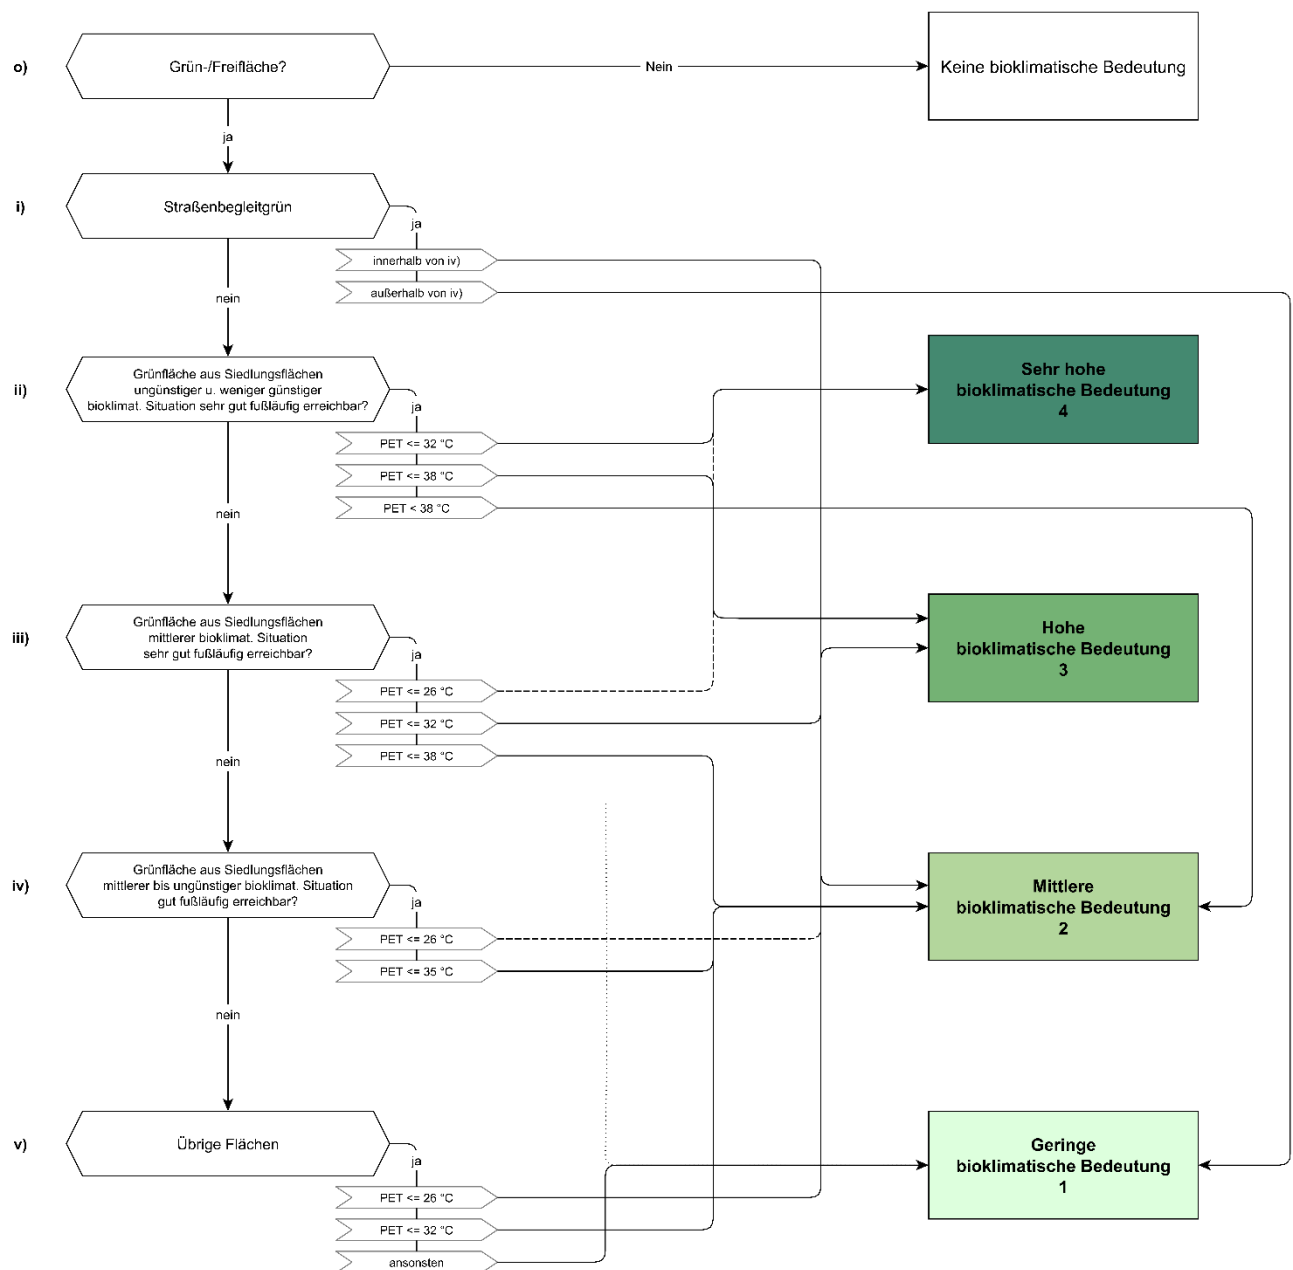 o)
Grün-/Freifläche?
Nein
Keine bioklimatische Bedeutung
ja
i)
Straßenbegleitgrün
ja
innerhalb von iv)
außerhalb von iv)
nein
ii)
Grünfläche aus Siedlungsflächen
ungünstiger u. weniger günstiger
bioklimat. Situation sehr gut fußläufig erreichbar?
ja
PET <= 32 °C
PET <= 38 °C
PET < 38 °C
Sehr hohe
bioklimatische Bedeutung
4
nein
iii)
Grünfläche aus Siedlungsflächen
mittlerer bioklimat. Situation
sehr gut fußläufig erreichbar?
ja
PET <= 26 °C
PET <= 32 °C
PET <= 38 °C
Hohe
bioklimatische Bedeutung
3
nein
iv)
Grünfläche aus Siedlungsflächen
mittlerer bis ungünstiger bioklimat. Situation
gut fußläufig erreichbar?
ja
PET <= 26 °C
PET <= 35 °C
Mittlere
bioklimatische Bedeutung
2
nein
v)
Übrige Flächen
ja
PET <= 26 °C
PET <= 32 °C
ansonsten
Geringe
bioklimatische Bedeutung
1